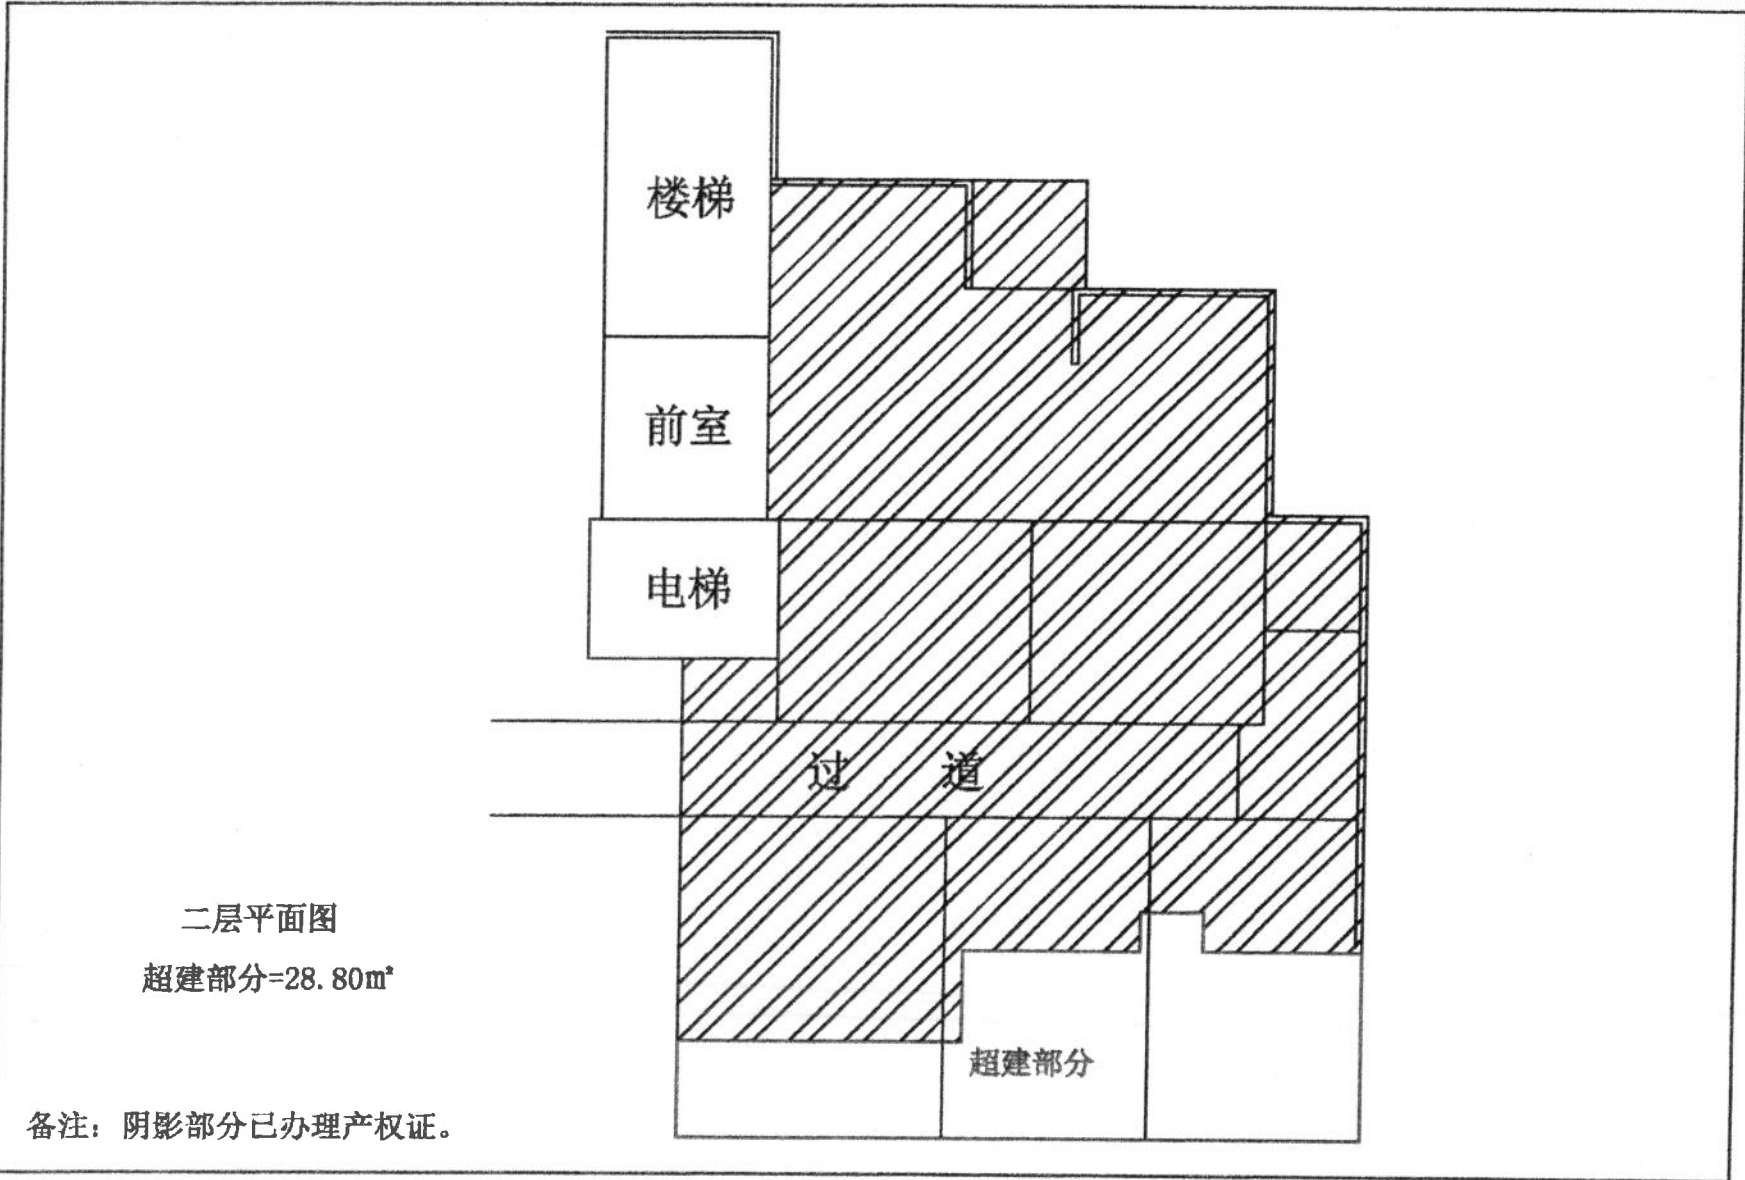 楼梯
前室
电梯
过 道
二层平面图
超建部分=28.80m²
超建部分
备注：阴影部分已办理产权证。